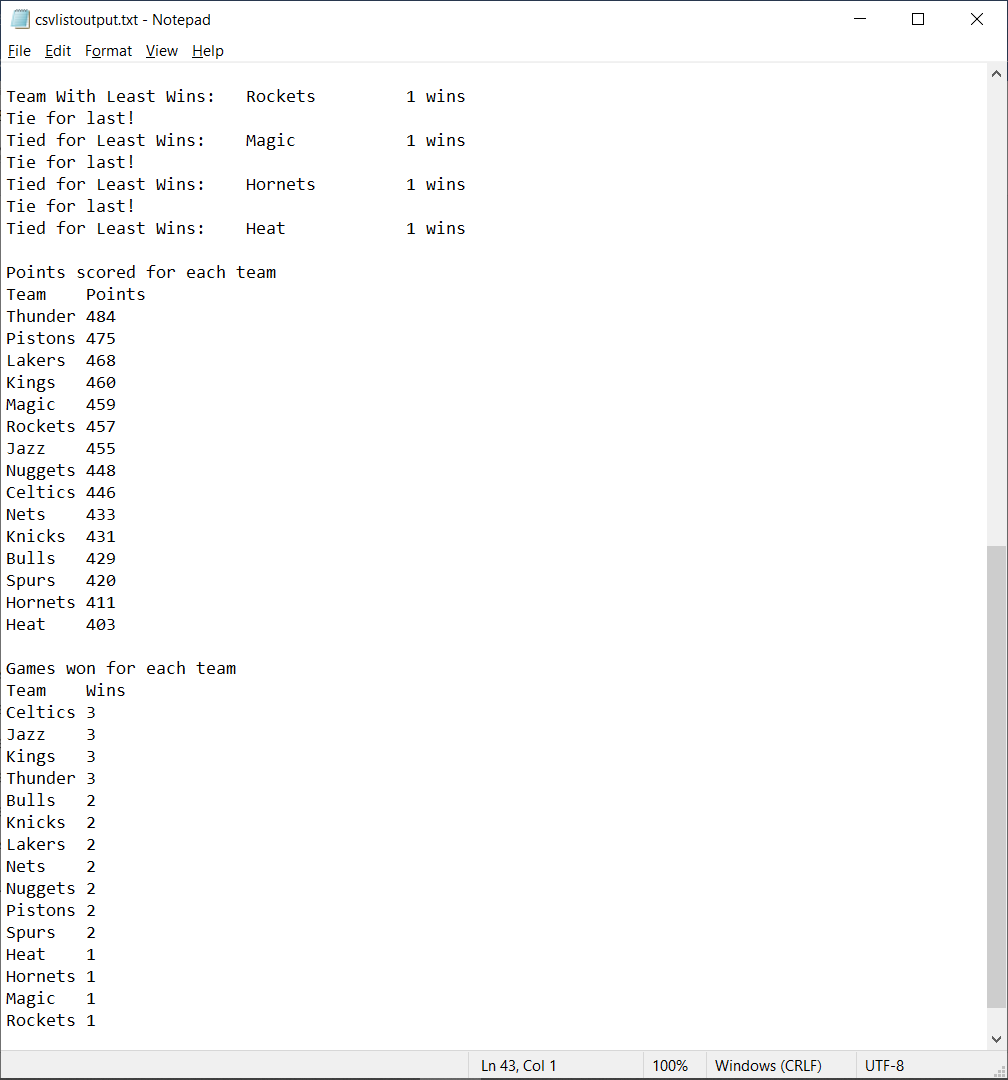 csvlistoutput.txt - Notepad
File Edit Format View Help
Team With Least Wins: Rockets 1 wins
Tie for last!
Tied for Least Wins: Magic 1 wins
Tie for last!
Tied for Least Wins: Hornets 1 wins
Tie for last!
Tied for Least Wins: Heat 1 wins
Points scored for each team
Team Points
Thunder 484
Pistons 475
Lakers 468
Kings 460
Magic 459
Rockets 457
Jazz 455
Nuggets 448
Celtics 446
Nets 433
Knicks 431
Bulls 429
Spurs 420
Hornets 411
Heat 403
Games won for each team
Team Wins
Celtics 3
Jazz 3
Kings 3
Thunder 3
Bulls 2
Knicks 2
Lakers 2
Nets 2
Nuggets 2
Pistons 2
Spurs 2
Heat 1
Hornets 1
Magic 1
Rockets 1
Ln 43, Col 1 100% Windows (CRLF) UTF-8